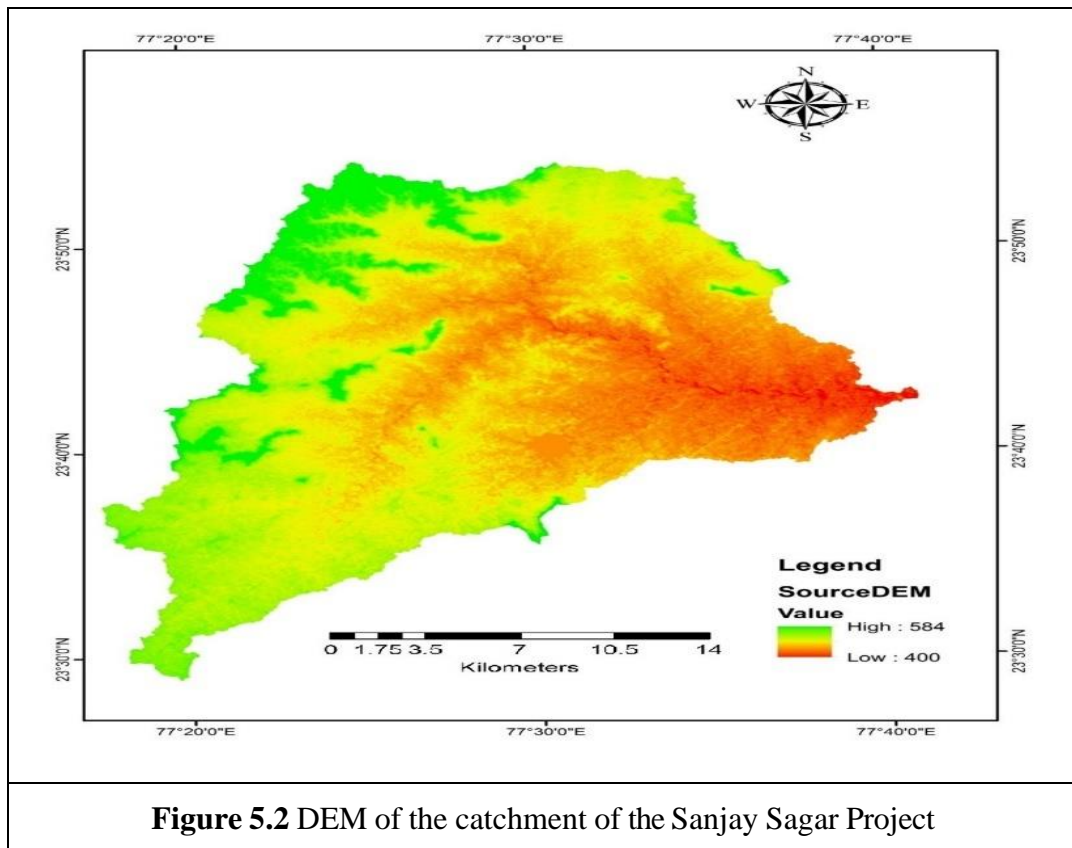 77°20'0"E 77°30'0"E 77°40'0"E
N
W E
S
23°50'0"N 23°50'0"N
23°40'0"N 23°40'0"N
Legend
SourceDEM
Value
High : 584
Low : 400
0 1.75 3.5 7 10.5 14
Kilometers
23°30'0"N 23°30'0"N
77°20'0"E 77°30'0"E 77°40'0"E
Figure 5.2 DEM of the catchment of the Sanjay Sagar Project